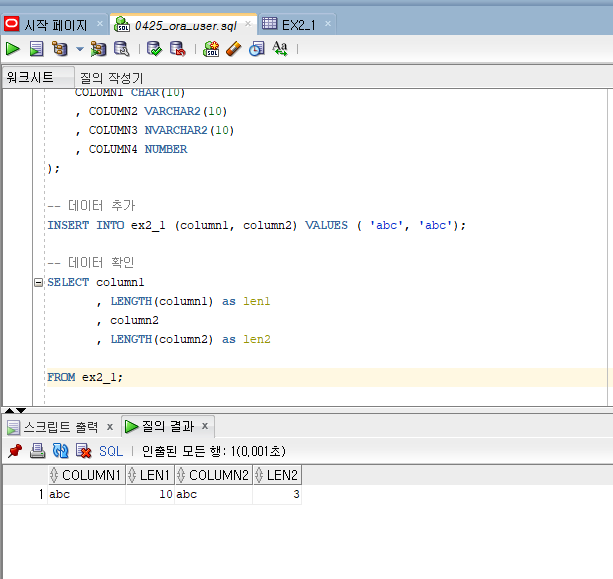 시작 페이지 × 0425_ora_user.sql × EX2_1 ×
SQL
Aa
워크시트 질의 작성기
COLUMN1 CHAR(10)
, COLUMN2 VARCHAR2(10)
, COLUMN3 NVARCHAR2(10)
, COLUMN4 NUMBER
);
-- 데이터 추가
INSERT INTO ex2_1 (column1, column2) VALUES ( 'abc', 'abc');
-- 데이터 확인
SELECT column1
, LENGTH(column1) as len1
, column2
, LENGTH(column2) as len2
FROM ex2_1;
스크립트 출력 × 질의 결과 ×
SQL | 인출된 모든 행: 1(0,001초)
COLUMN1 LEN1 COLUMN2 LEN2
1 abc 10 abc 3